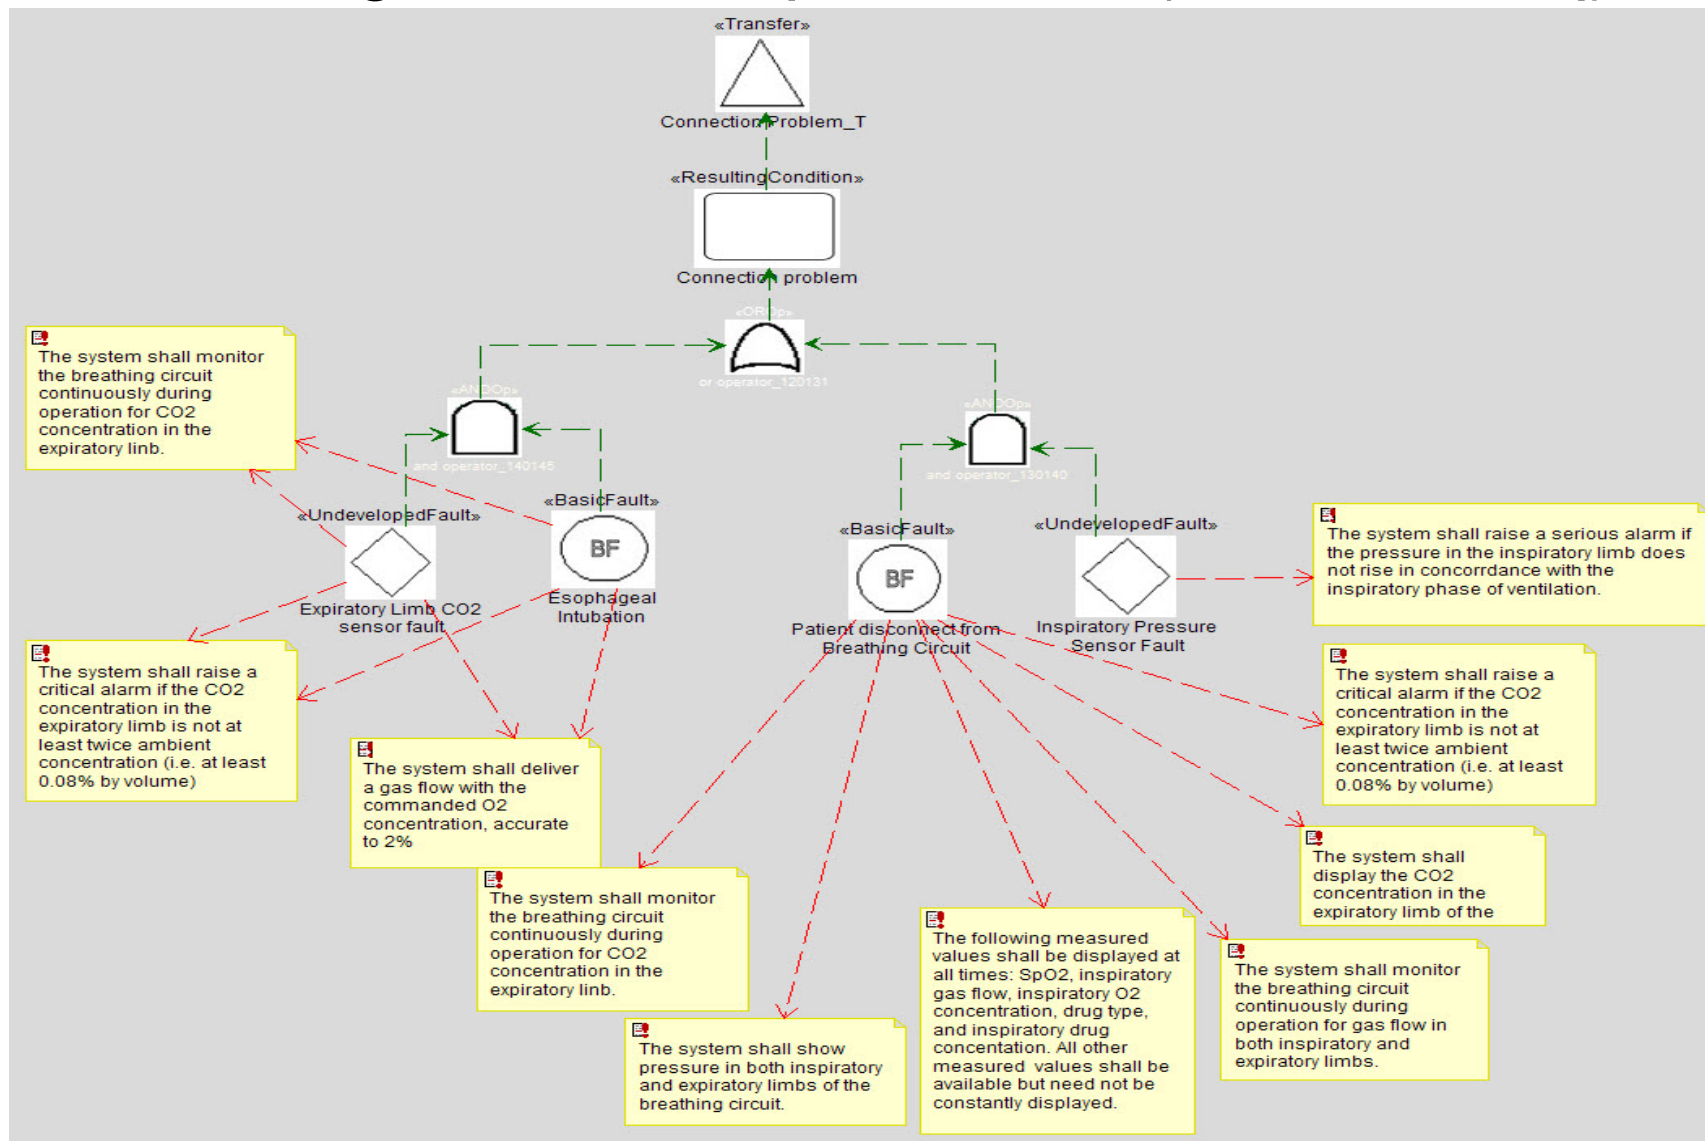 «Transfer»
Connection Problem_T
«ResultingCondition»
Connection problem
«OROp»
or operator_120131
«ANDOp»
and operator_140145
«ANDOp»
and operator_130140
The system shall monitor
the breathing circuit
continuously during
operation for CO2
concentration in the
expiratory linb.
«UndevelopedFault»
Expiratory Limb CO2
sensor fault
«BasicFault»
BF
Esophageal
Intubation
«BasicFault»
BF
Patient disconnect from
Breathing Circuit
«UndevelopedFault»
Inspiratory Pressure
Sensor Fault
The system shall raise a serious alarm if
the pressure in the inspiratory limb does
not rise in concorrdance with the
inspiratory phase of ventilation.
The system shall raise a
critical alarm if the CO2
concentration in the
expiratory limb is not at
least twice ambient
concentration (i.e. at least
0.08% by volume)
The system shall deliver
a gas flow with the
commanded O2
concentration, accurate
to 2%
The system shall raise a
critical alarm if the CO2
concentration in the
expiratory limb is not at
least twice ambient
concentration (i.e. at least
0.08% by volume)
The system shall
display the CO2
concentration in the
expiratory limb of the
The system shall monitor
the breathing circuit
continuously during
operation for CO2
concentration in the
expiratory linb.
The system shall show
pressure in both inspiratory
and expiratory limbs of the
breathing circuit.
The following measured
values shall be displayed at
all times: SpO2, inspiratory
gas flow, inspiratory O2
concentration, drug type,
and inspiratory drug
concentation. All other
measured values shall be
available but need not be
constantly displayed.
The system shall monitor
the breathing circuit
continuously during
operation for gas flow in
both inspiratory and
expiratory limbs.